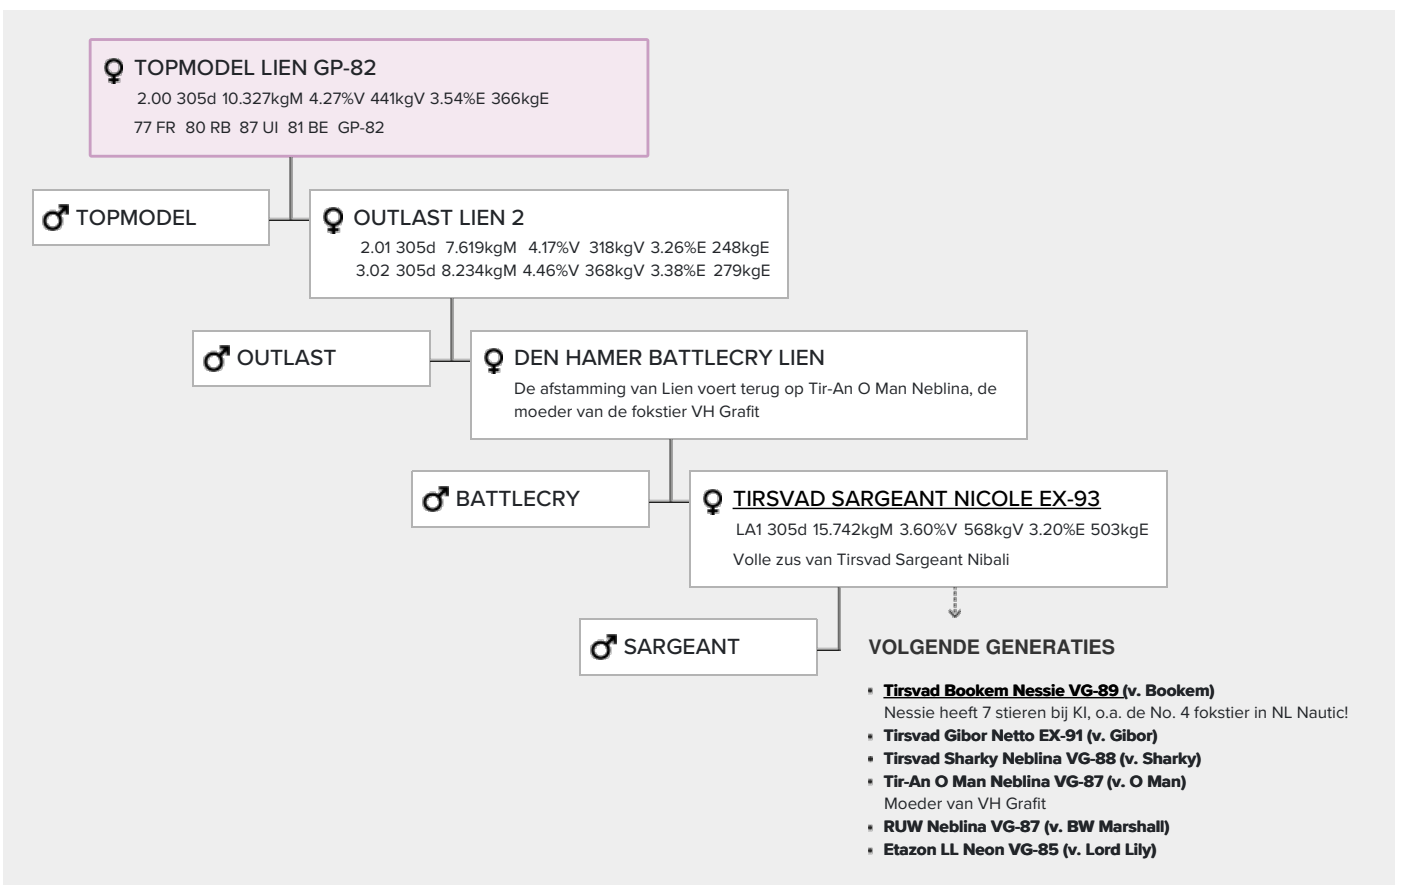 TOPMODEL LIEN GP-82
2.00 305d 10.327kgM 4.27%V 441kgV 3.54%E 366kgE
77 FR 80 RB 87 UI 81 BE GP-82
TOPMODEL
OUTLAST LIEN 2
2.01 305d 7.619kgM 4.17%V 318kgV 3.26%E 248kgE
3.02 305d 8.234kgM 4.46%V 368kgV 3.38%E 279kgE
OUTLAST
DEN HAMER BATTLECRY LIEN
De afstamming van Lien voert terug op Tir-An O Man Neblina, de
moeder van de fokstier VH Grafit
BATTLECRY
TIRSVAD SARGEANT NICOLE EX-93
LA1 305d 15.742kgM 3.60%V 568kgV 3.20%E 503kgE
Volle zus van Tirsvad Sargeant Nibali
SARGEANT
VOLGENDE GENERATIES
Tirsvad Bookem Nessie VG-89 (v. Bookem)
Nessie heeft 7 stieren bij KI, o.a. de No. 4 fokstier in NL Nautic!
Tirsvad Gibor Netto EX-91 (v. Gibor)
Tirsvad Sharky Neblina VG-88 (v. Sharky)
Tir-An O Man Neblina VG-87 (v. O Man)
Moeder van VH Grafit
RUW Neblina VG-87 (v. BW Marshall)
Etazon LL Neon VG-85 (v. Lord Lily)